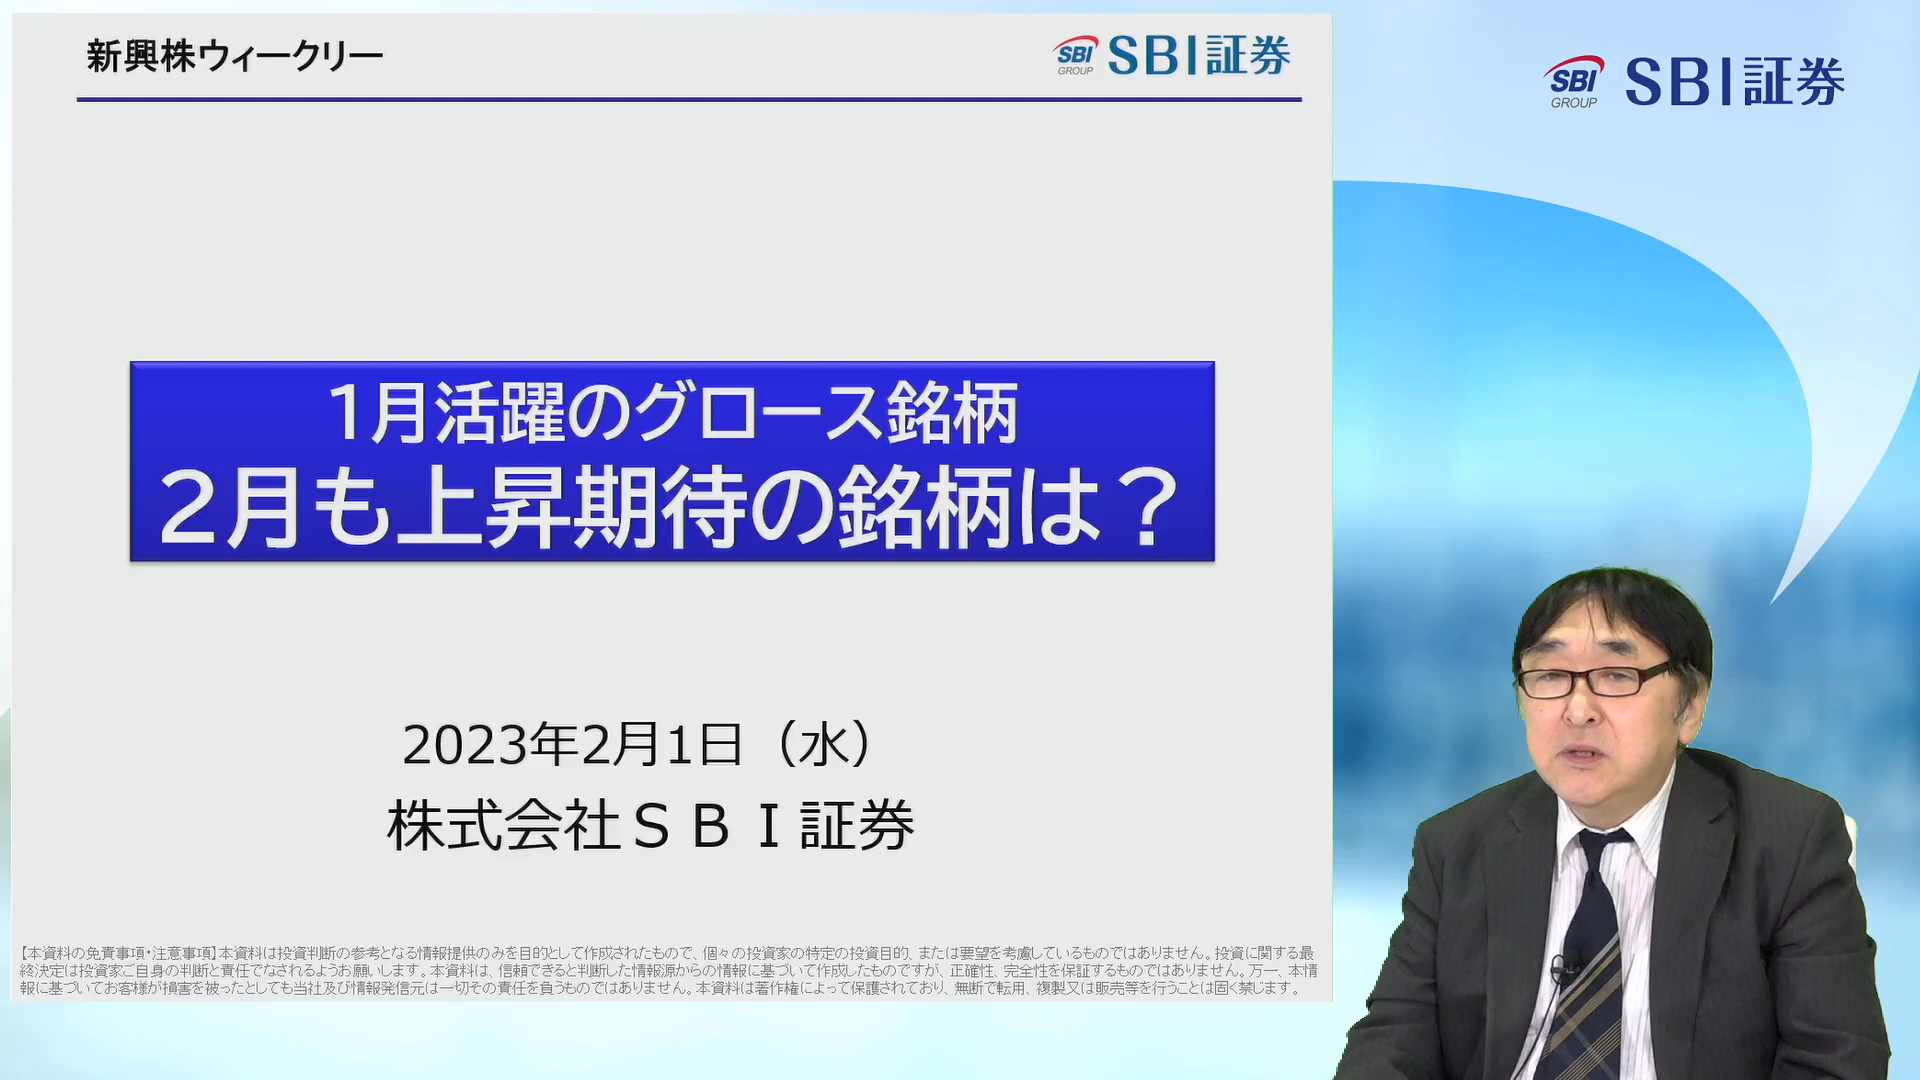 新興株ウィークリー
SBI GROUP SBI証券
SBI GROUP SBI証券
1月活躍のグロース銘柄
2月も上昇期待の銘柄は？
2023年2月1日（水）
株式会社ＳＢＩ証券
【本資料の免責事項・注意事項】本資料は投資判断の参考となる情報提供のみを目的として作成されたもので、個々の投資家の特定の投資目的、または要望を考慮しているものではありません。投資に関する最
終決定は投資家ご自身の判断と責任でなされるようお願いします。本資料は、信頼できると判断した情報源からの情報に基づいて作成したものですが、正確性、完全性を保証するものではありません。万一、本情
報に基づいてお客様が損害を被ったとしても当社及び情報発信元は一切その責任を負うものではありません。本資料は著作権によって保護されており、無断で転用、複製又は販売等を行うことは固く禁じます。